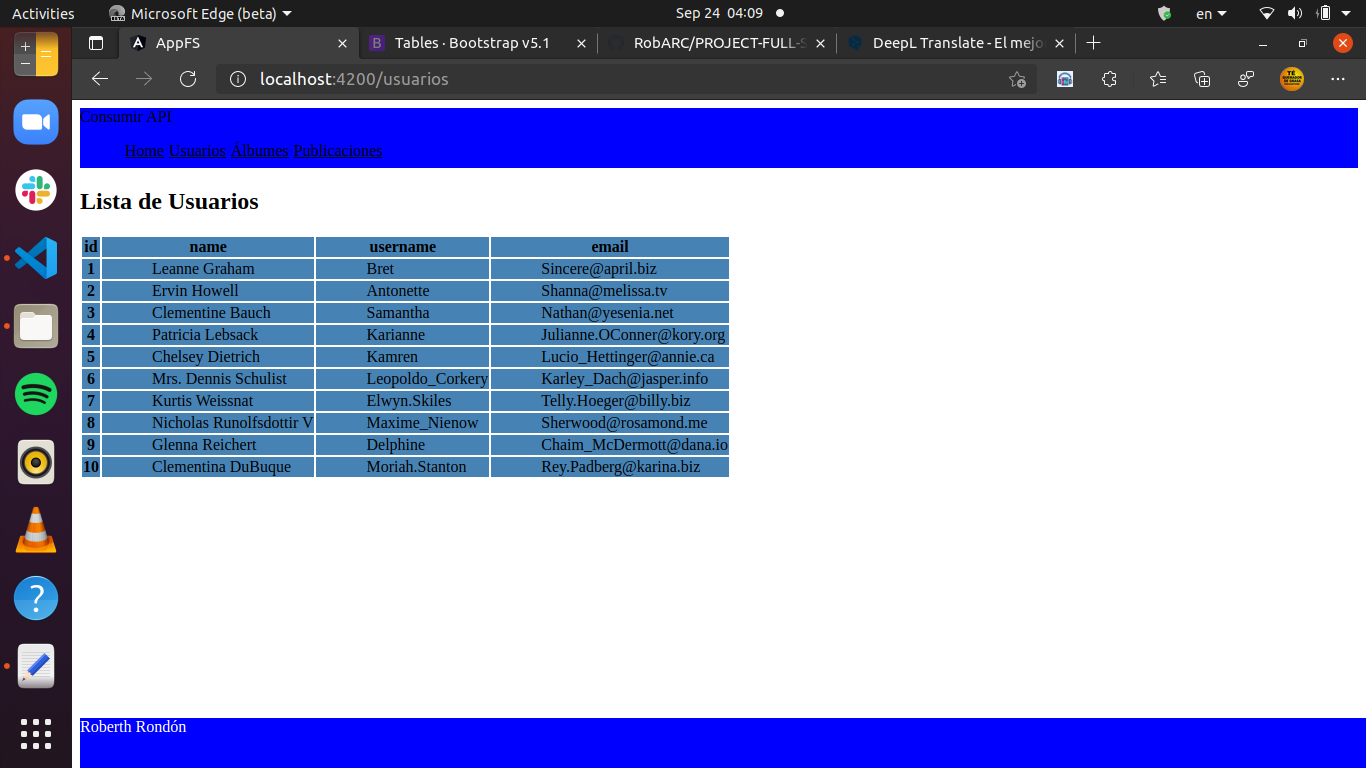 Activities Microsoft Edge (beta) Sep 24 04:09 en
AppFS Tables · Bootstrap v5.1 RobARC/PROJECT-FULL-S DeepL Translate - El mejo
localhost:4200/usuarios
Consumir API
Home Usuarios Álbumes Publicaciones
Lista de Usuarios
id name username email
1 Leanne Graham Bret Sincere@april.biz
2 Ervin Howell Antonette Shanna@melissa.tv
3 Clementine Bauch Samantha Nathan@yesenia.net
4 Patricia Lebsack Karianne Julianne.OConner@kory.org
5 Chelsey Dietrich Kamren Lucio_Hettinger@annie.ca
6 Mrs. Dennis Schulist Leopoldo_Corkery Karley_Dach@jasper.info
7 Kurtis Weissnat Elwyn.Skiles Telly.Hoeger@billy.biz
8 Nicholas Runolfsdottir V Maxime_Nienow Sherwood@rosamond.me
9 Glenna Reichert Delphine Chaim_McDermott@dana.io
10 Clementina DuBuque Moriah.Stanton Rey.Padberg@karina.biz
Roberth Rondón